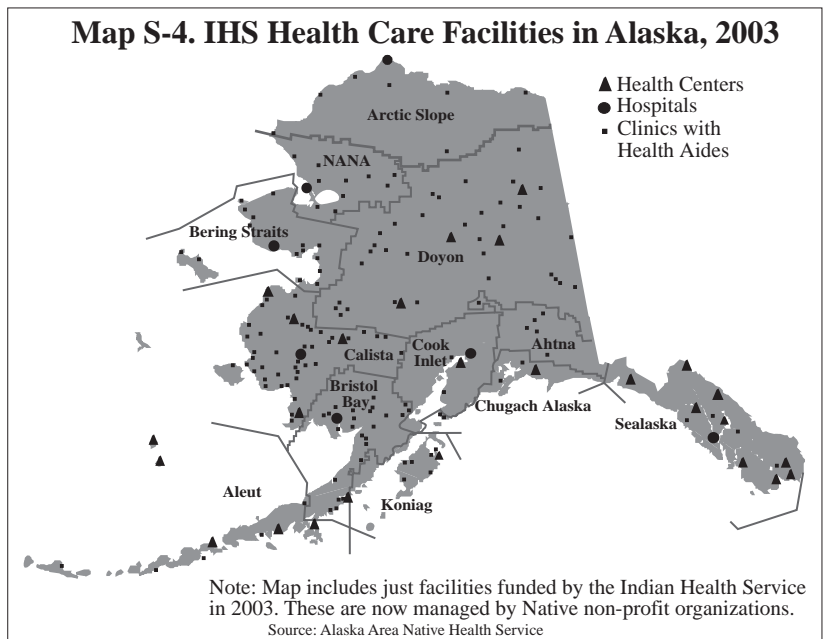 Map S-4. IHS Health Care Facilities in Alaska, 2003
Health Centers
Hospitals
Clinics with
Health Aides
Arctic Slope
NANA
Bering Straits
Doyon
Calista
Cook
Inlet
Ahtna
Bristol
Bay
Chugach Alaska
Sealaska
Aleut
Koniag
Note: Map includes just facilities funded by the Indian Health Service
in 2003. These are now managed by Native non-profit organizations.
Source: Alaska Area Native Health Service